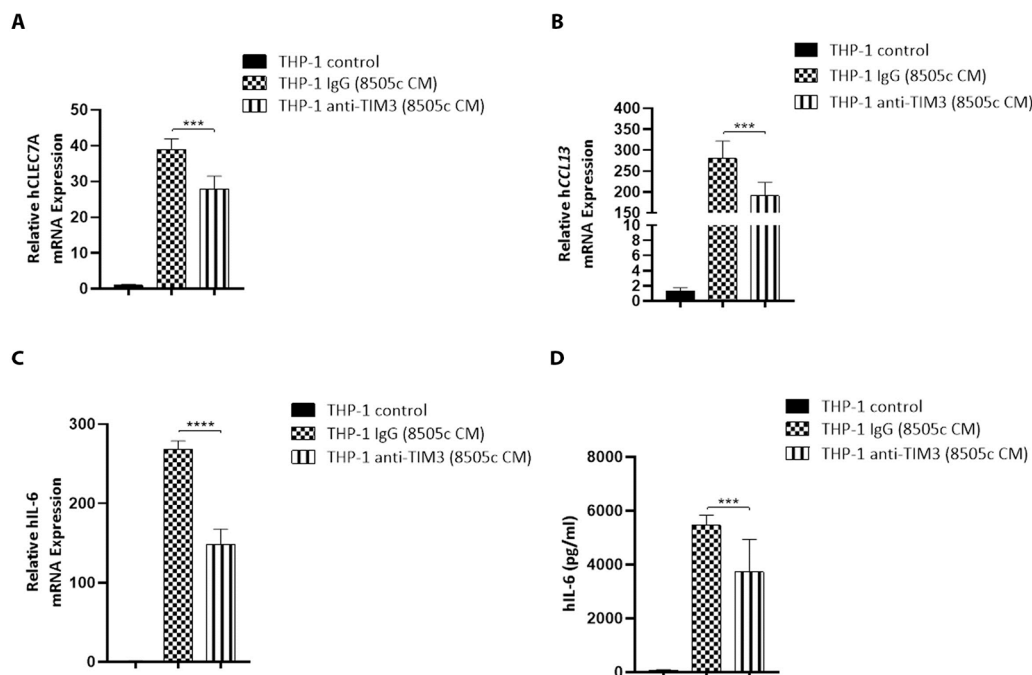 A
THP-1 control
THP-1 IgG (8505c CM)
THP-1 anti-TIM3 (8505c CM)
Relative hCLEC7A
mRNA Expression
50
40
30
20
10
0
***
B
THP-1 control
THP-1 IgG (8505c CM)
THP-1 anti-TIM3 (8505c CM)
Relative hCCL13
mRNA Expression
400
350
300
250
200
150
10
8
6
4
2
0
***
C
THP-1 control
THP-1 IgG (8505c CM)
THP-1 anti-TIM3 (8505c CM)
Relative hIL-6
mRNA Expression
300
200
100
0
****
D
THP-1 control
THP-1 IgG (8505c CM)
THP-1 anti-TIM3 (8505c CM)
hIL-6 (pg/ml)
8000
6000
4000
2000
0
***